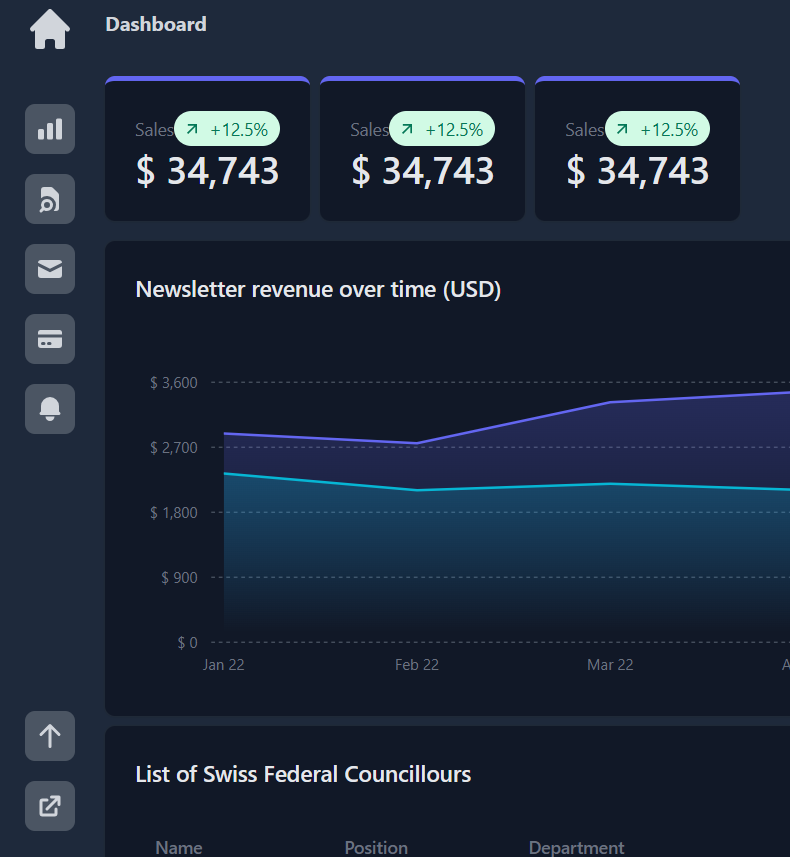 Dashboard
Sales +12.5%
$ 34,743
Sales +12.5%
$ 34,743
Sales +12.5%
$ 34,743
Newsletter revenue over time (USD)
$ 3,600
$ 2,700
$ 1,800
$ 900
$ 0
Jan 22 Feb 22 Mar 22
List of Swiss Federal Councillours
Name Position Department